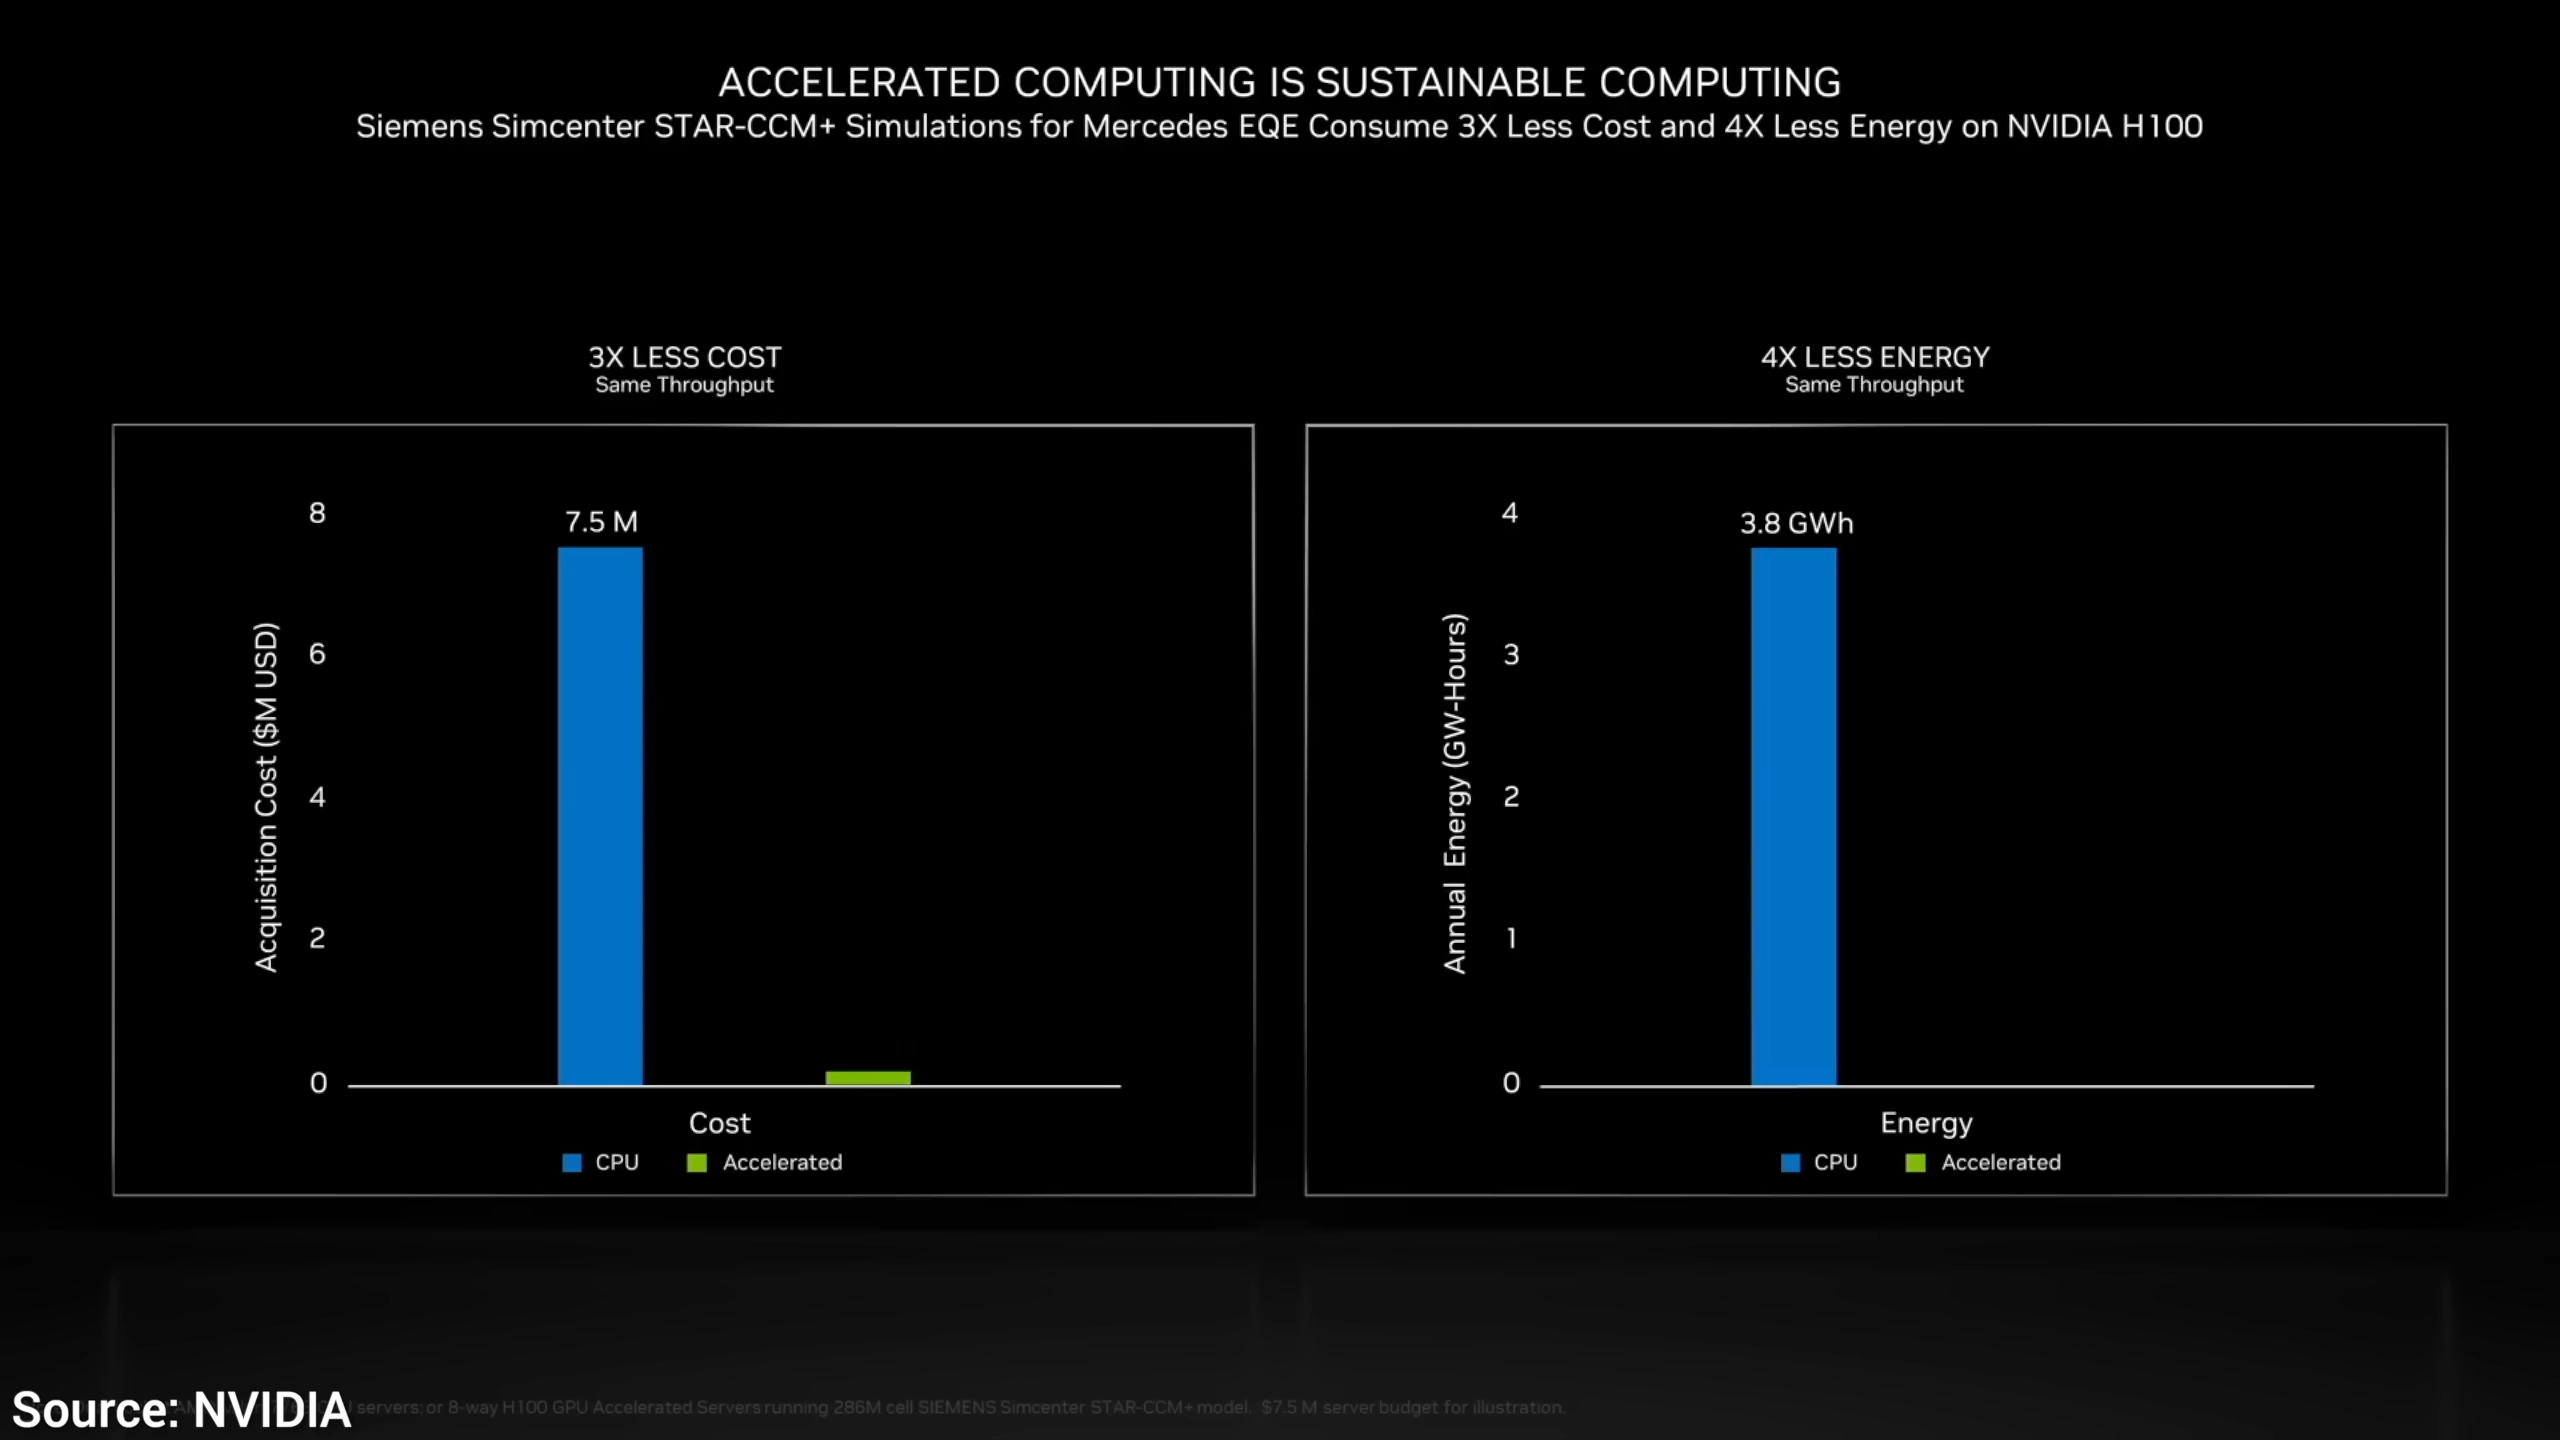 ACCELERATED COMPUTING IS SUSTAINABLE COMPUTING
Siemens Simcenter STAR-CCM+ Simulations for Mercedes EQE Consume 3X Less Cost and 4X Less Energy on NVIDIA H100
3X LESS COST
Same Throughput
Acquisition Cost ($M USD)
8
6
4
2
0
7.5 M
Cost
CPU
Accelerated
4X LESS ENERGY
Same Throughput
Annual Energy (GW-Hours)
4
3
2
1
0
3.8 GWh
Energy
CPU
Accelerated
Source: NVIDIA
servers; or 8-way H100 GPU Accelerated Servers running 286M cell SIEMENS Simcenter STAR-CCM+ model. $7.5 M server budget for illustration.